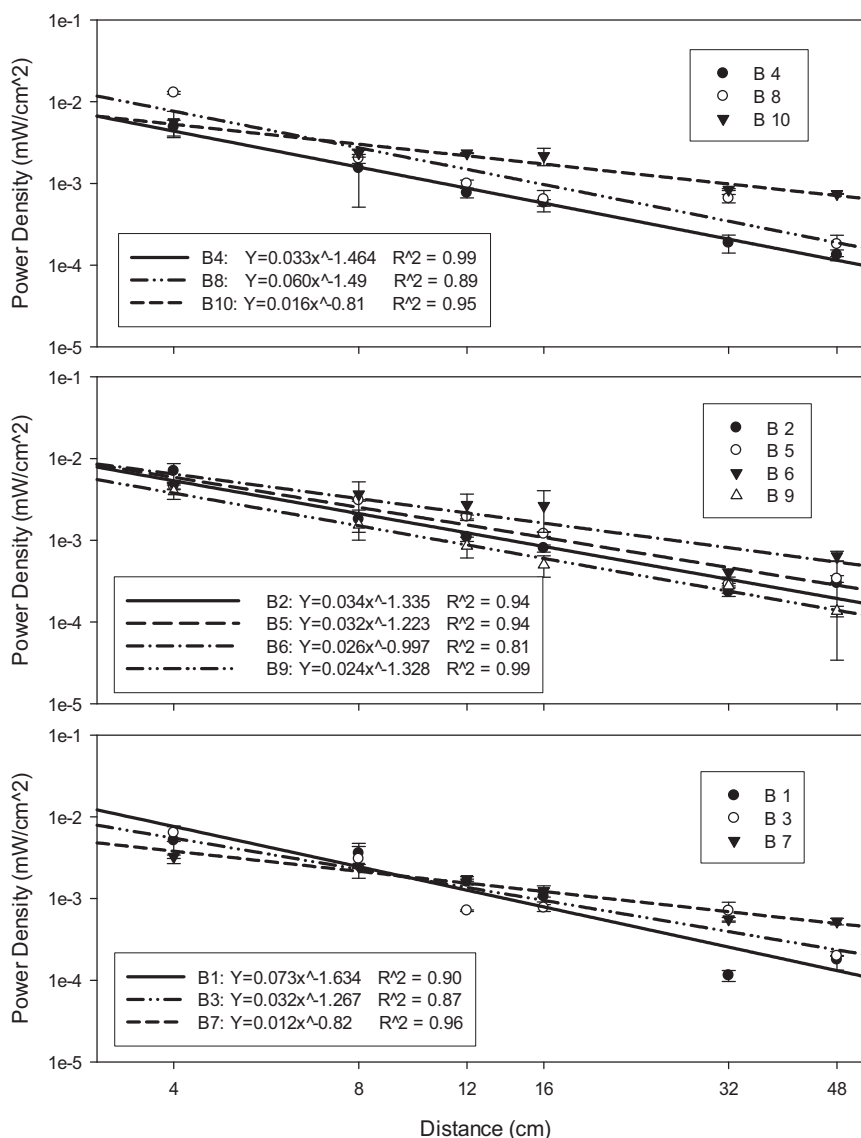 1e-1
B 4
B 8
B 10
1e-2
Power Density (mW/cm^2)
1e-3
B4: Y=0.033x^-1.464 R^2 = 0.99
B8: Y=0.060x^-1.49 R^2 = 0.89
B10: Y=0.016x^-0.81 R^2 = 0.95
1e-4
1e-5
1e-1
B 2
B 5
B 6
B 9
1e-2
Power Density (mW/cm^2)
1e-3
B2: Y=0.034x^-1.335 R^2 = 0.94
B5: Y=0.032x^-1.223 R^2 = 0.94
B6: Y=0.026x^-0.997 R^2 = 0.81
B9: Y=0.024x^-1.328 R^2 = 0.99
1e-4
1e-5
1e-1
B 1
B 3
B 7
1e-2
Power Density (mW/cm^2)
1e-3
B1: Y=0.073x^-1.634 R^2 = 0.90
B3: Y=0.032x^-1.267 R^2 = 0.87
B7: Y=0.012x^-0.82 R^2 = 0.96
1e-4
1e-5
4 8 12 16 32 48
Distance (cm)